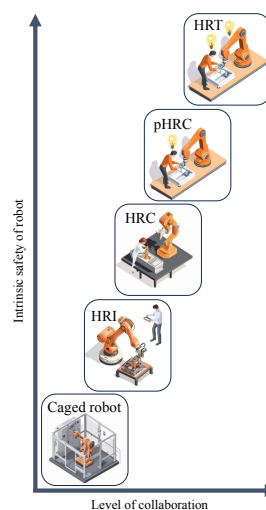 HRT
pHRC
HRC
HRI
Caged robot
Intrinsic safety of robot
Level of collaboration